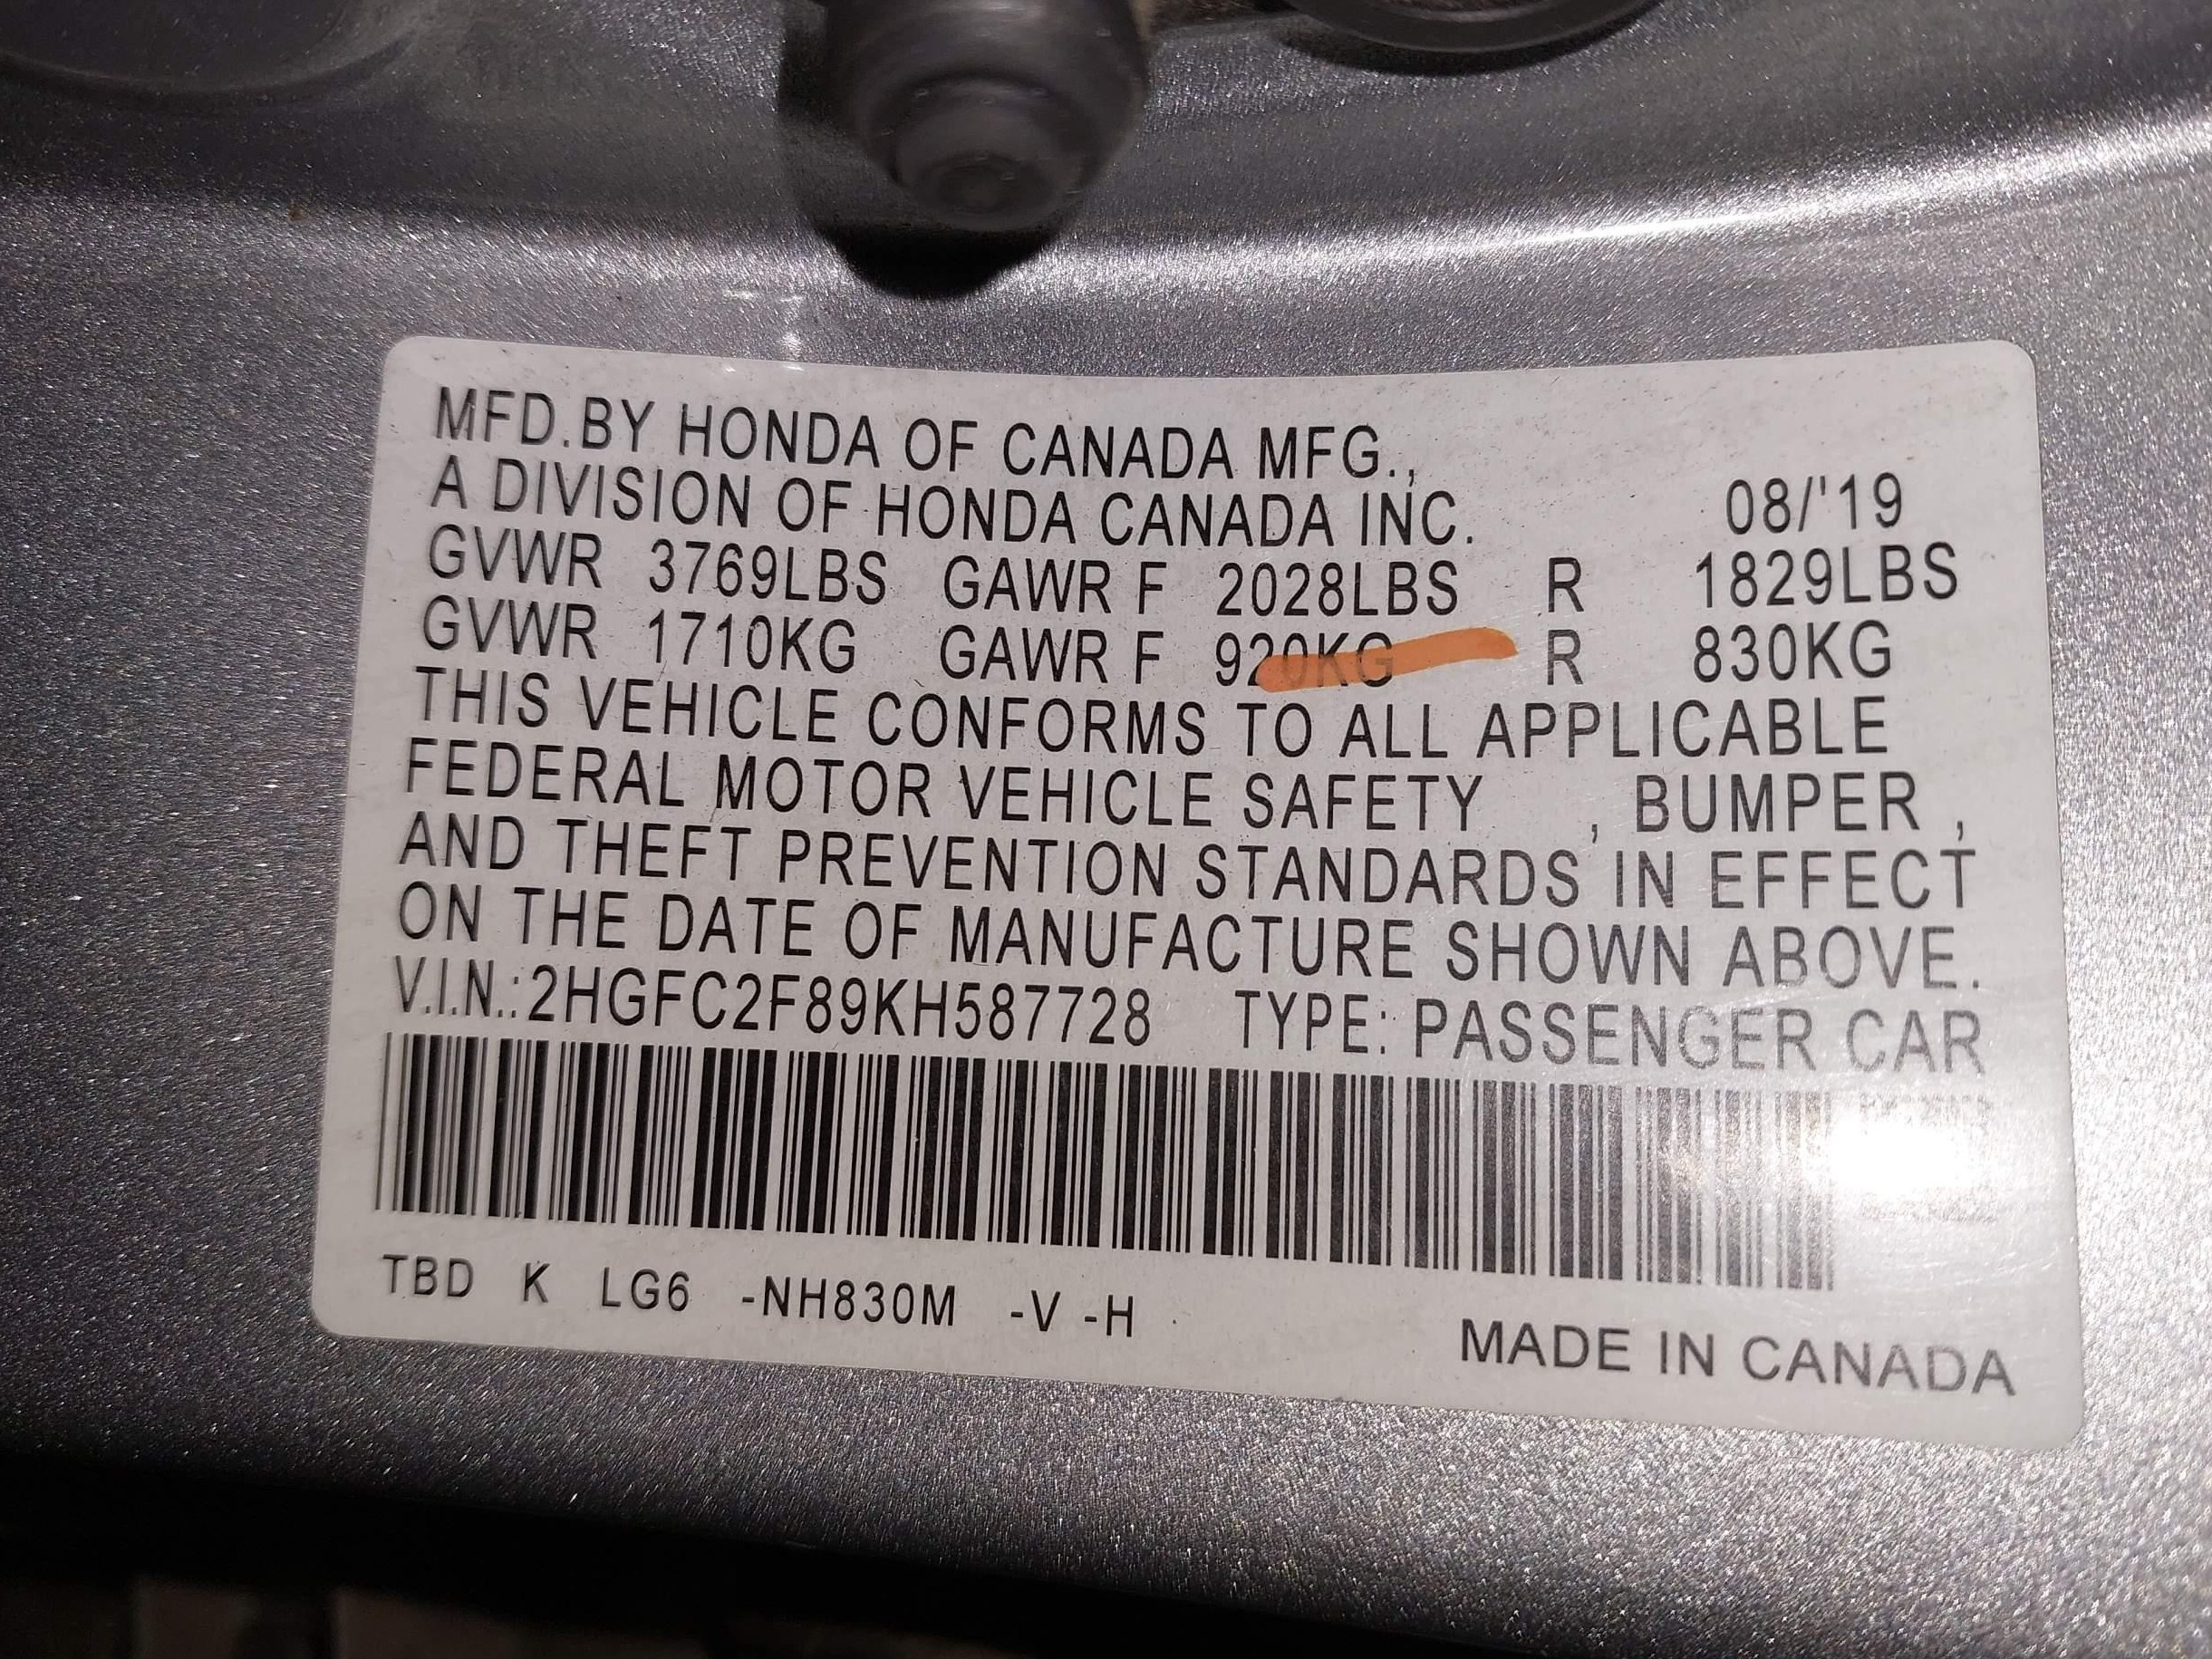 MFD.BY HONDA OF CANADA MFG.,
A DIVISION OF HONDA CANADA INC. 08/'19
GVWR 3769LBS GAWR F 2028LBS R 1829LBS
GVWR 1710KG GAWR F 920KG R 830KG
THIS VEHICLE CONFORMS TO ALL APPLICABLE
FEDERAL MOTOR VEHICLE SAFETY , BUMPER ,
AND THEFT PREVENTION STANDARDS IN EFFECT
ON THE DATE OF MANUFACTURE SHOWN ABOVE.
V.I.N.:2HGFC2F89KH587728 TYPE: PASSENGER CAR
TBD K LG6 -NH830M -V -H
MADE IN CANADA